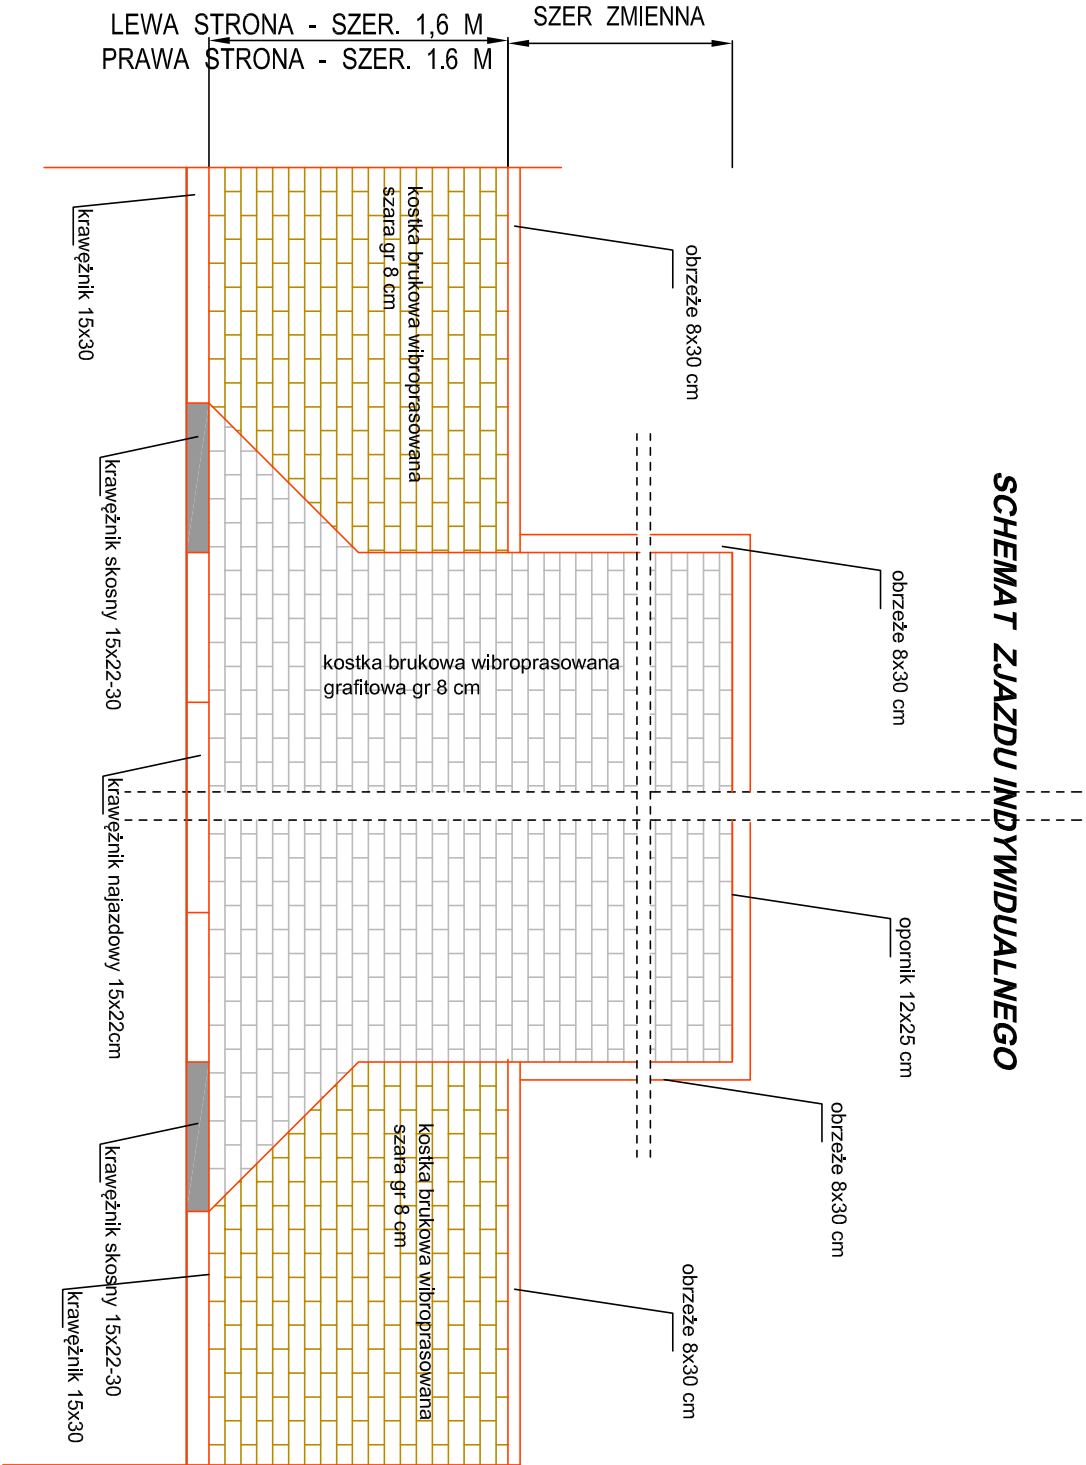 LEWA STRONA - SZER. 1,6 M
PRAWA STRONA - SZER. 1.6 M
SZER ZMIENNA
SCHEMAT ZJAZDU INDYWIDUALNEGO
obrzeże 8x30 cm
obrzeże 8x30 cm
opornik 12x25 cm
obrzeże 8x30 cm
obrzeże 8x30 cm
kostka brukowa wibroprasowana
szara gr 8 cm
kostka brukowa wibroprasowana
grafitowa gr 8 cm
kostka brukowa wibroprasowana
szara gr 8 cm
krawężnik 15x30
krawężnik skosny 15x22-30
krawężnik najazdowy 15x22cm
krawężnik skosny 15x22-30
krawężnik 15x30